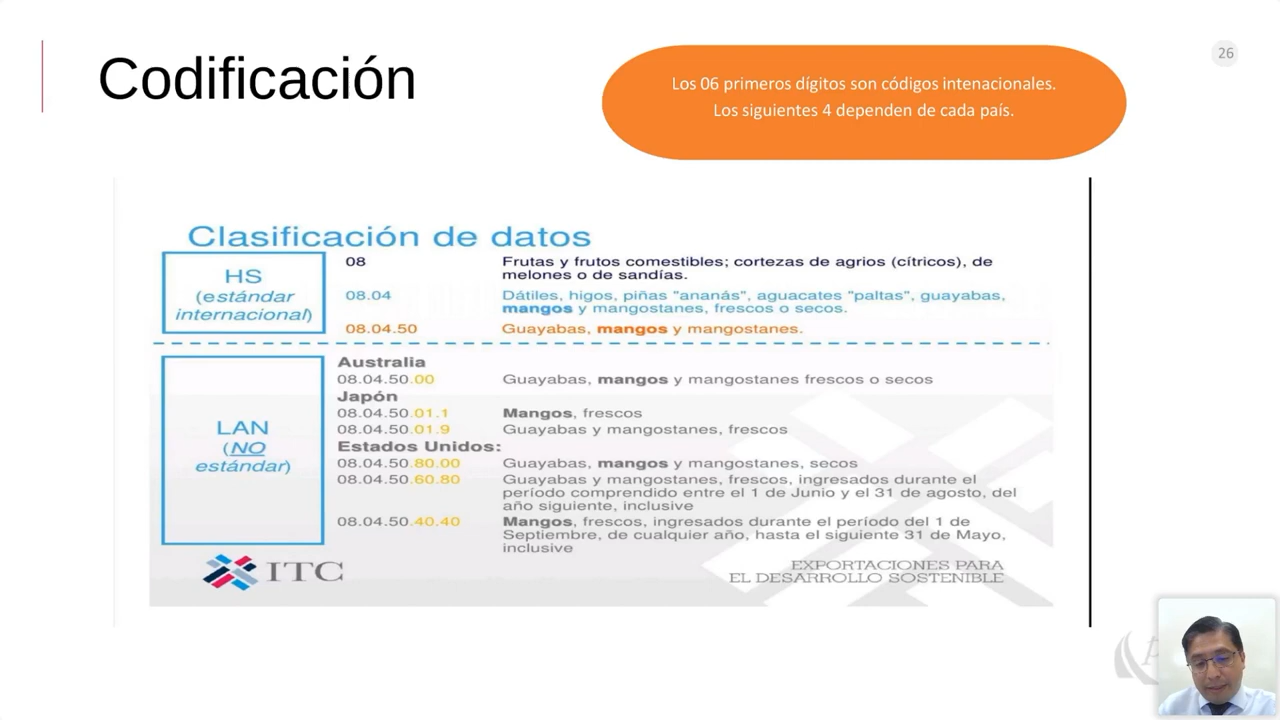 Codificación
Los 06 primeros dígitos son códigos intenacionales.
Los siguientes 4 dependen de cada país.
26
Clasificación de datos
HS
(estándar
internacional)
08 Frutas y frutos comestibles; cortezas de agrios (cítricos), de
melones o de sandías.
08.04 Dátiles, higos, piñas "ananás", aguacates "paltas", guayabas,
mangos y mangostanes, frescos o secos.
08.04.50 Guayabas, mangos y mangostanes.
LAN
(NO
estándar)
Australia
08.04.50.00 Guayabas, mangos y mangostanes frescos o secos
Japón
08.04.50.01.1 Mangos, frescos
08.04.50.01.9 Guayabas y mangostanes, frescos
Estados Unidos:
08.04.50.80.00 Guayabas, mangos y mangostanes, secos
08.04.50.60.80 Guayabas y mangostanes, frescos, ingresados durante el
período comprendido entre el 1 de Junio y el 31 de agosto, del
año siguiente, inclusive
08.04.50.40.40 Mangos, frescos, ingresados durante el período del 1 de
Septiembre, de cualquier año, hasta el siguiente 31 de Mayo,
inclusive
ITC
EXPORTACIONES PARA
EL DESARROLLO SOSTENIBLE